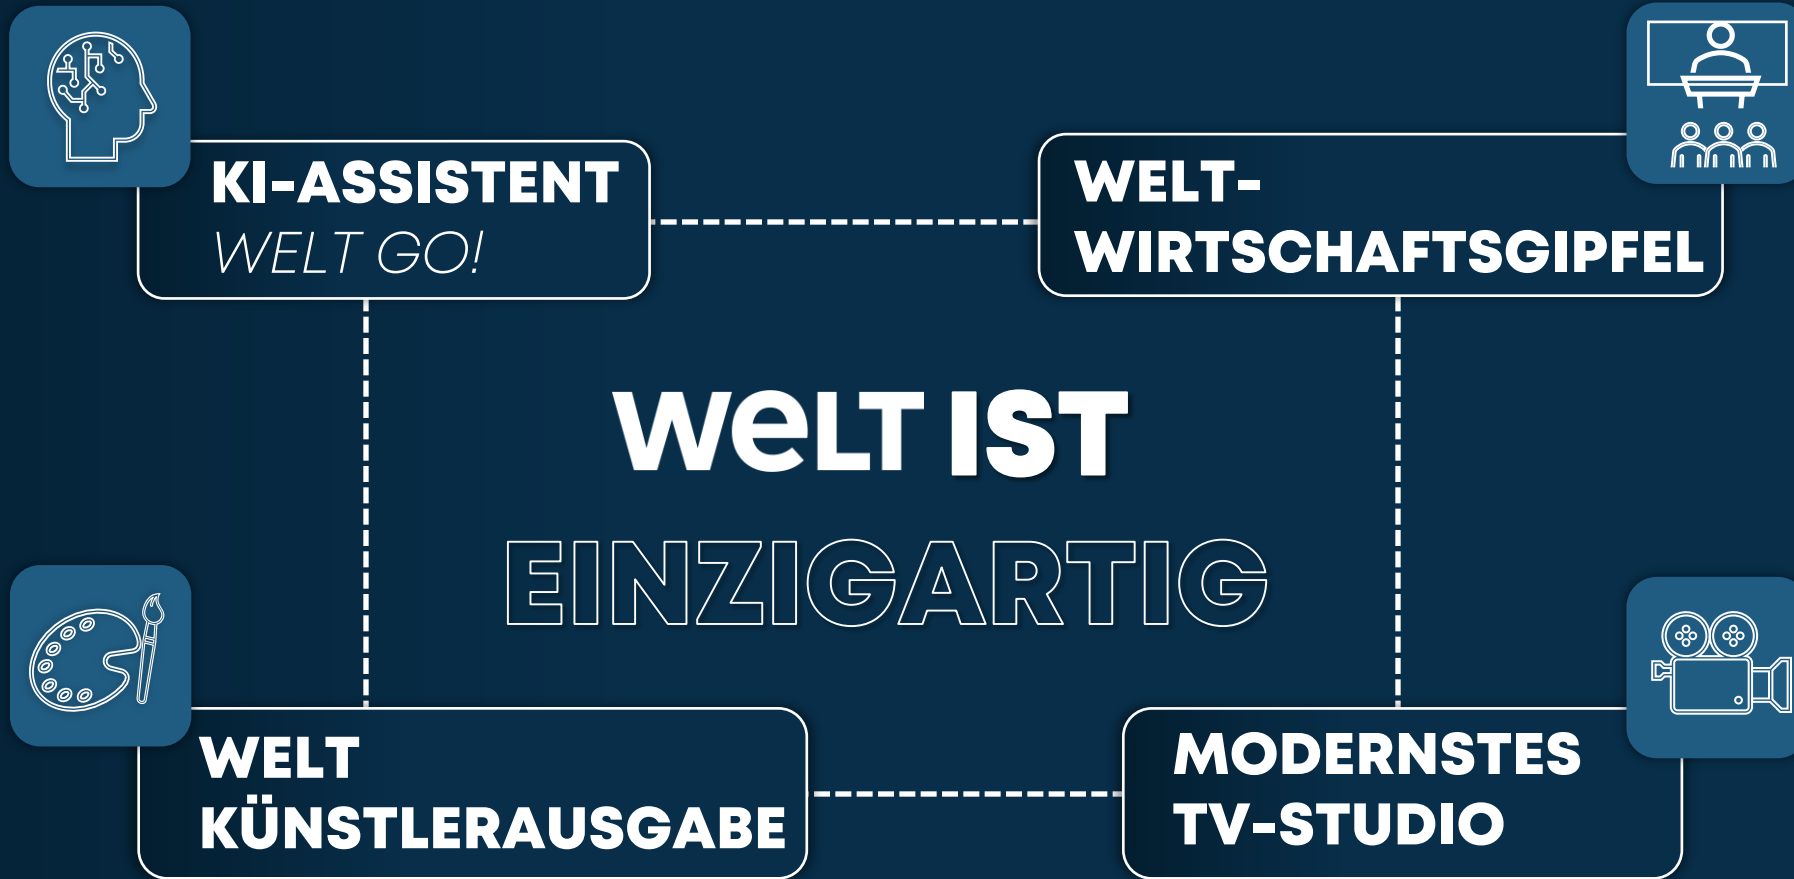 KI-ASSISTENT
WELT GO!
WELT-
WIRTSCHAFTSGIPFEL
WELT IST
EINZIGARTIG
WELT
KÜNSTLERAUSGABE
MODERNSTES
TV-STUDIO